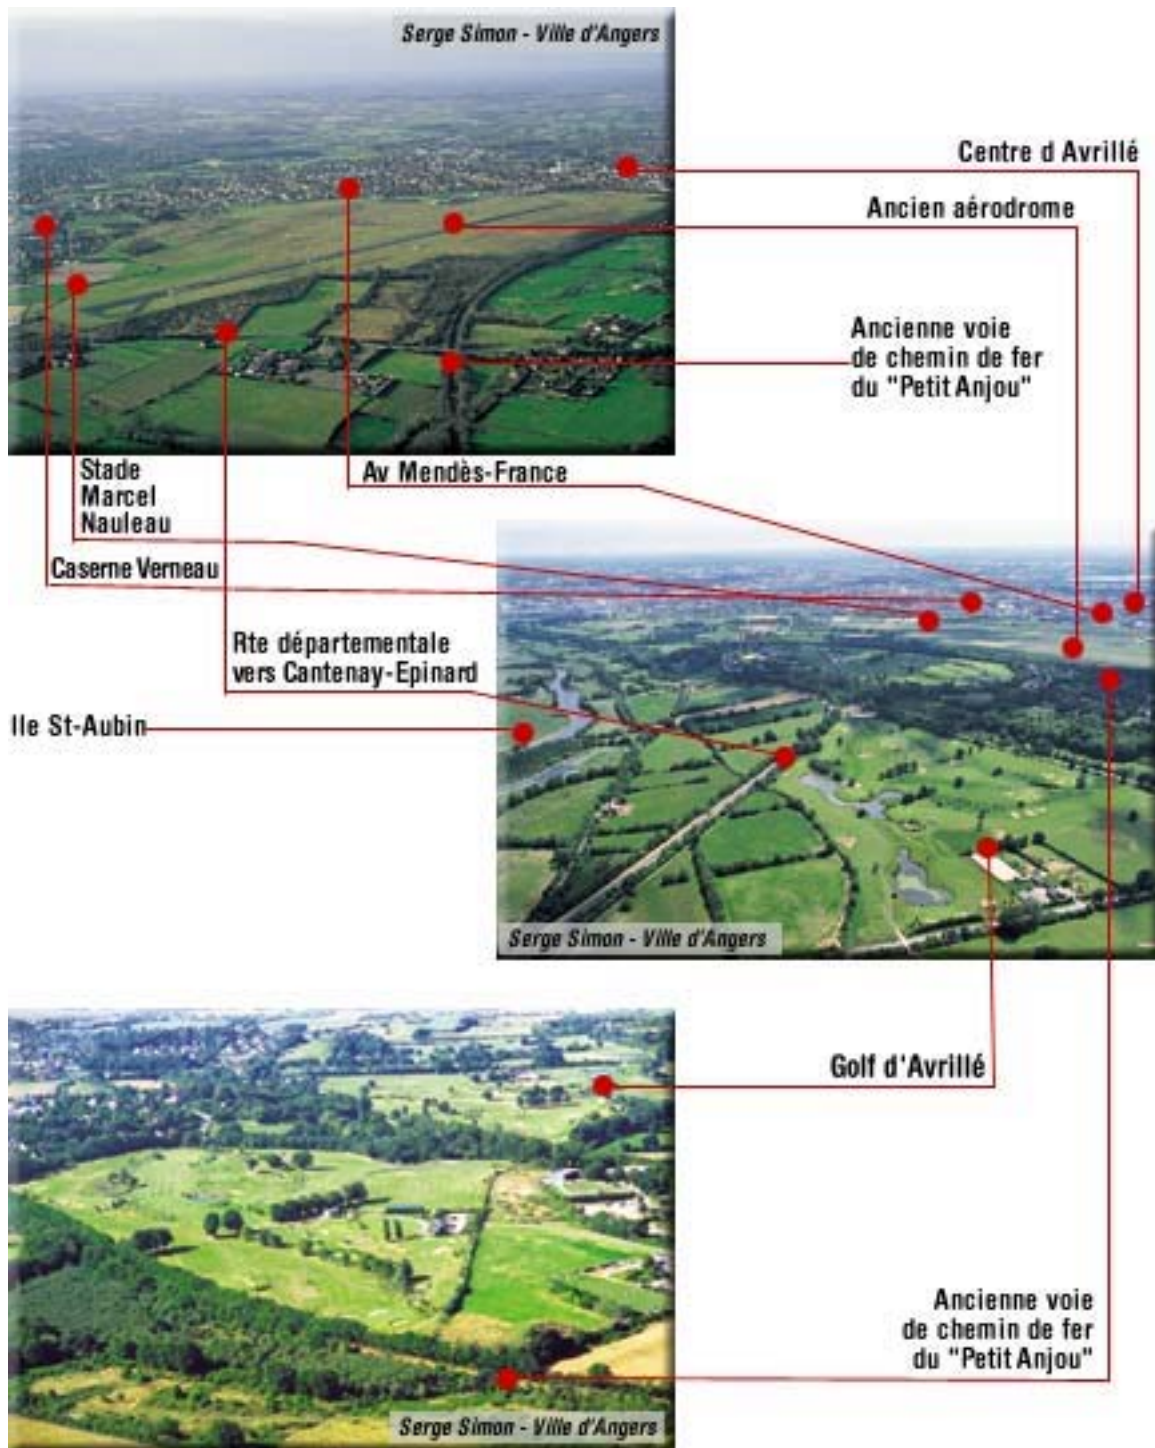 Serge Simon - Ville d'Angers
Centre d Avrillé
Ancien aérodrome
Ancienne voie
de chemin de fer
du "Petit Anjou"
Stade
Marcel
Nauleau
Av Mendès-France
Caserne Verneau
Rte départementale
vers Cantenay-Epinard
Ile St-Aubin
Serge Simon - Ville d'Angers
Golf d'Avrillé
Ancienne voie
de chemin de fer
du "Petit Anjou"
Serge Simon - Ville d'Angers